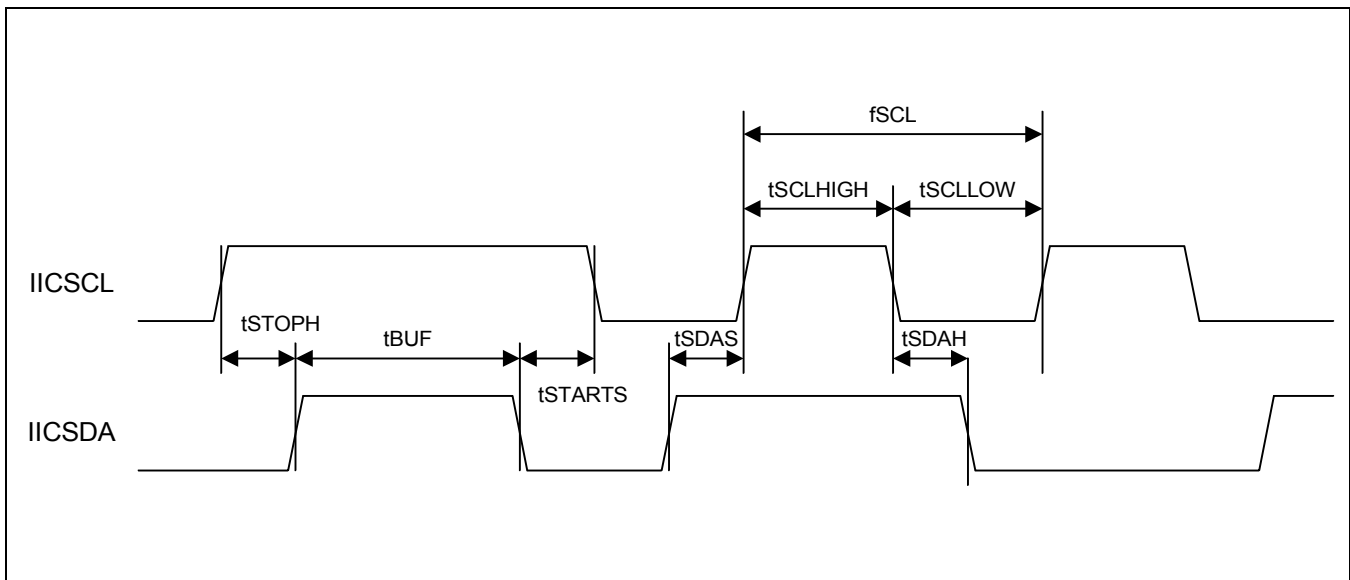 fSCL
tSCLHIGH
tSCLLOW
IICSCL
tSTOPH
tBUF
tSDAS
tSDAH
tSTARTS
IICSDA